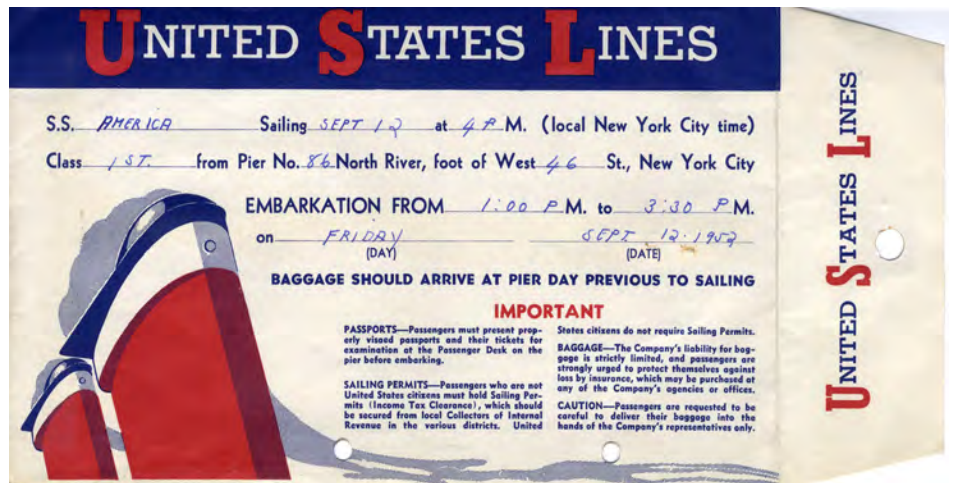 UNITED STATES LINES
S.S. AMERICA Sailing SEPT 12 at 4 P.M. (local New York City time)
Class 1ST. from Pier No. 86 North River, foot of West 46 St., New York City
EMBARKATION FROM 1:00 P.M. to 3:30 P.M.
on FRIDAY SEPT 12·1952
(DAY) (DATE)
BAGGAGE SHOULD ARRIVE AT PIER DAY PREVIOUS TO SAILING
IMPORTANT
PASSPORTS—Passengers must present prop-
erly visaed passports and their tickets for
examination at the Passenger Desk on the
pier before embarking.
SAILING PERMITS—Passengers who are not
United States citizens must hold Sailing Per-
mits (Income Tax Clearance), which should
be secured from local Collectors of Internal
Revenue in the various districts. United
States citizens do not require Sailing Permits.
BAGGAGE—The Company's liability for bag-
gage is strictly limited, and passengers are
strongly urged to protect themselves against
loss by insurance, which may be purchased at
any of the Company's agencies or offices.
CAUTION—Passengers are requested to be
careful to deliver their baggage into the
hands of the Company's representatives only.
UNITED STATES LINES